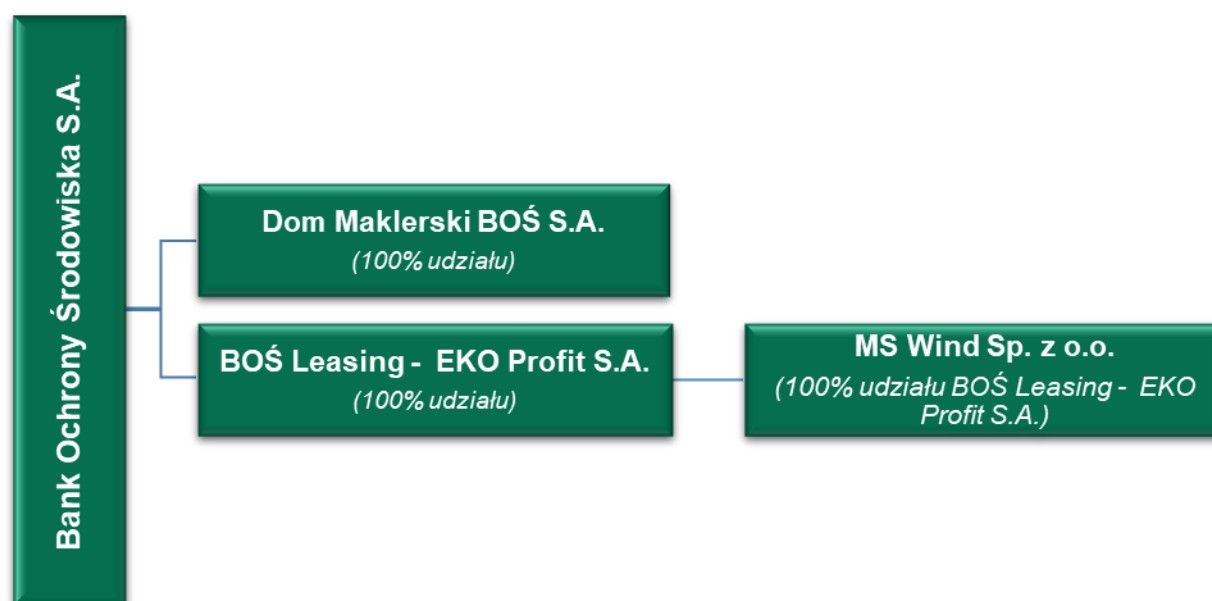 Bank Ochrony Środowiska S.A.
Dom Maklerski BOŚ S.A.
(100% udziału)
BOŚ Leasing - EKO Profit S.A.
(100% udziału)
MS Wind Sp. z o.o.
(100% udziału BOŚ Leasing - EKO
Profit S.A.)